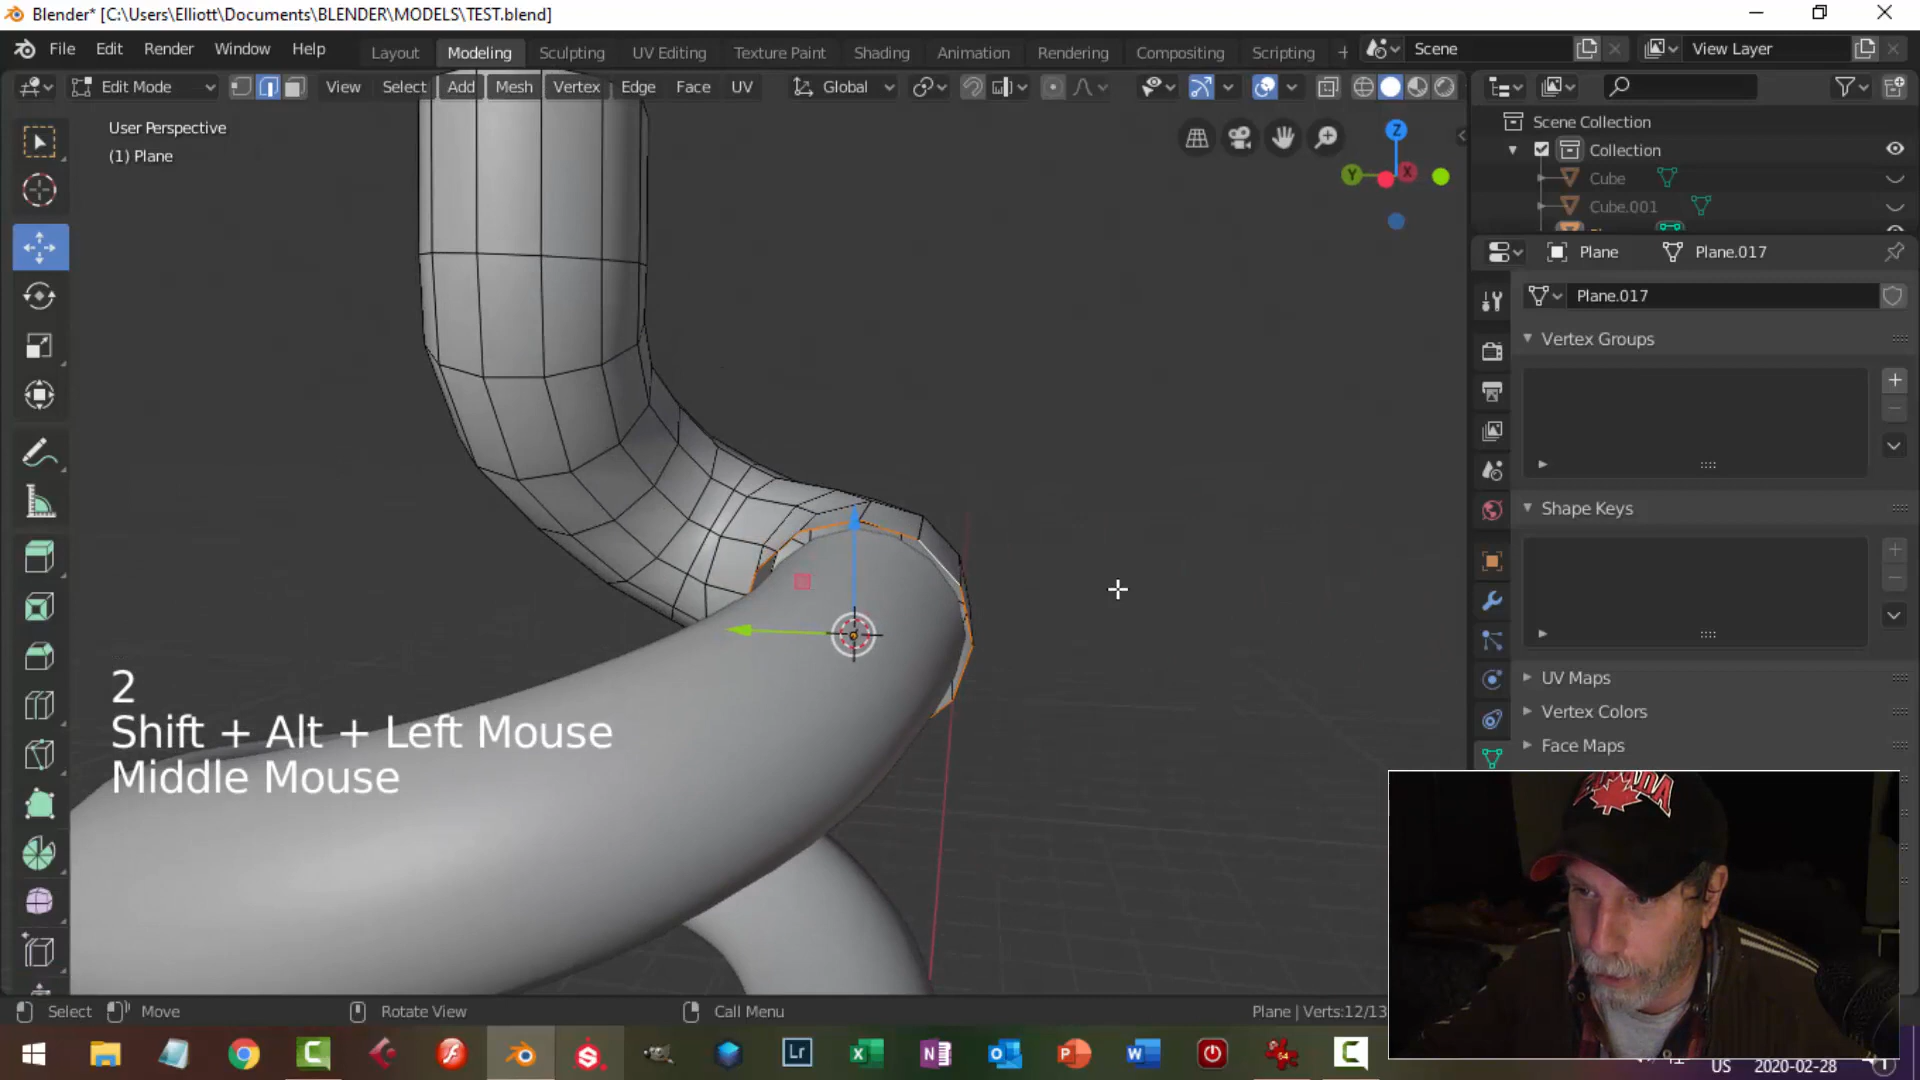 Blender* [C:\Users\Elliott\Documents\BLENDER\MODELS\TEST.blend]
File Edit Render Window Help Layout Modeling Sculpting UV Editing Texture Paint Shading Animation Rendering Compositing Scripting + Scene View Layer
Edit Mode View Select Add Mesh Vertex Edge Face UV Global
User Perspective
(1) Plane
Z
Y
X
Scene Collection
Collection
Cube
Cube.001
Plane Plane.017
Plane.017
Vertex Groups
Shape Keys
UV Maps
Vertex Colors
Face Maps
2
Shift + Alt + Left Mouse
Middle Mouse
CANADA
Select Move Rotate View Call Menu Plane | Verts:12/13
Lr
US 2020-02-28